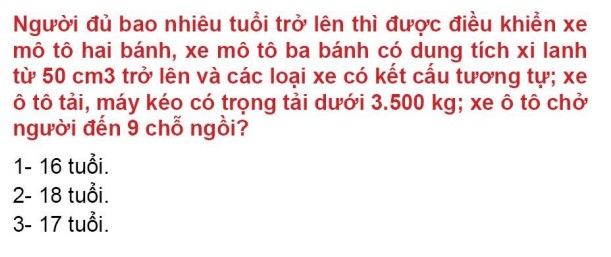 Người đủ bao nhiêu tuổi trở lên thì được điều khiển xe
mô tô hai bánh, xe mô tô ba bánh có dung tích xi lanh
từ 50 cm3 trở lên và các loại xe có kết cấu tương tự; xe
ô tô tải, máy kéo có trọng tải dưới 3.500 kg; xe ô tô chở
người đến 9 chỗ ngồi?
1- 16 tuổi.
2- 18 tuổi.
3- 17 tuổi.